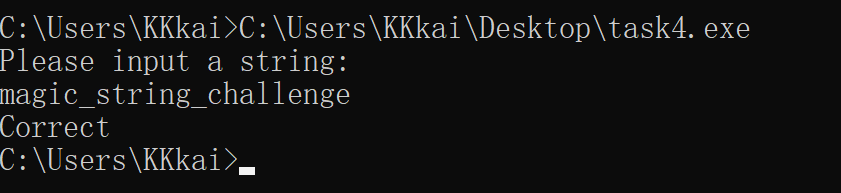 C:\Users\KKkai>C:\Users\KKkai\Desktop\task4.exe
Please input a string:
magic_string_challenge
Correct
C:\Users\KKkai>